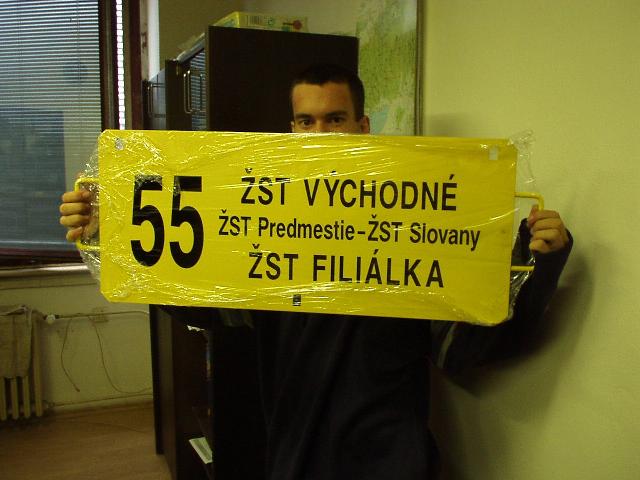 55
ŽST VÝCHODNÉ
ŽST Predmestie-ŽST Slovany
ŽST FILIÁLKA